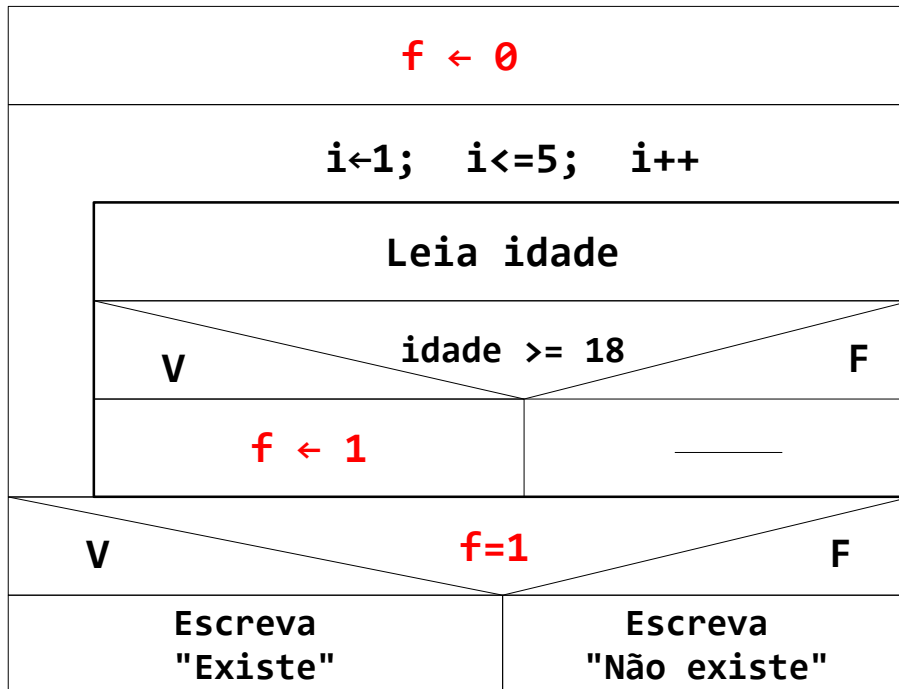 f ← 0
i←1; i<=5; i++
Leia idade
idade >= 18
V
F
f ← 1
V
f=1
F
Escreva
"Existe"
Escreva
"Não existe"